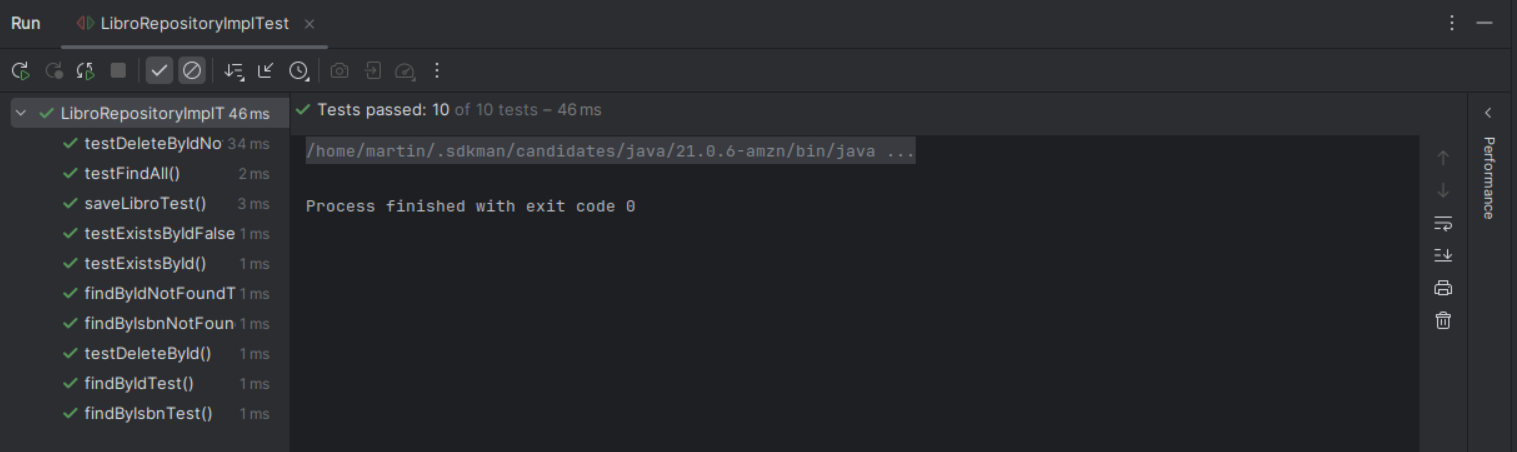 Run LibroRepositoryImplTest
LibroRepositoryImplT 46 ms
testDeleteByIdNo 34 ms
testFindAll() 2 ms
saveLibroTest() 3 ms
testExistsByIdFalse 1 ms
testExistsById() 1 ms
findByIdNotFoundT 1 ms
findByIsbnNotFoun 1 ms
testDeleteById() 1 ms
findByIdTest() 1 ms
findByIsbnTest() 1 ms
Tests passed: 10 of 10 tests – 46 ms
/home/martin/.sdkman/candidates/java/21.0.6-amzn/bin/java ...
Process finished with exit code 0
Performance